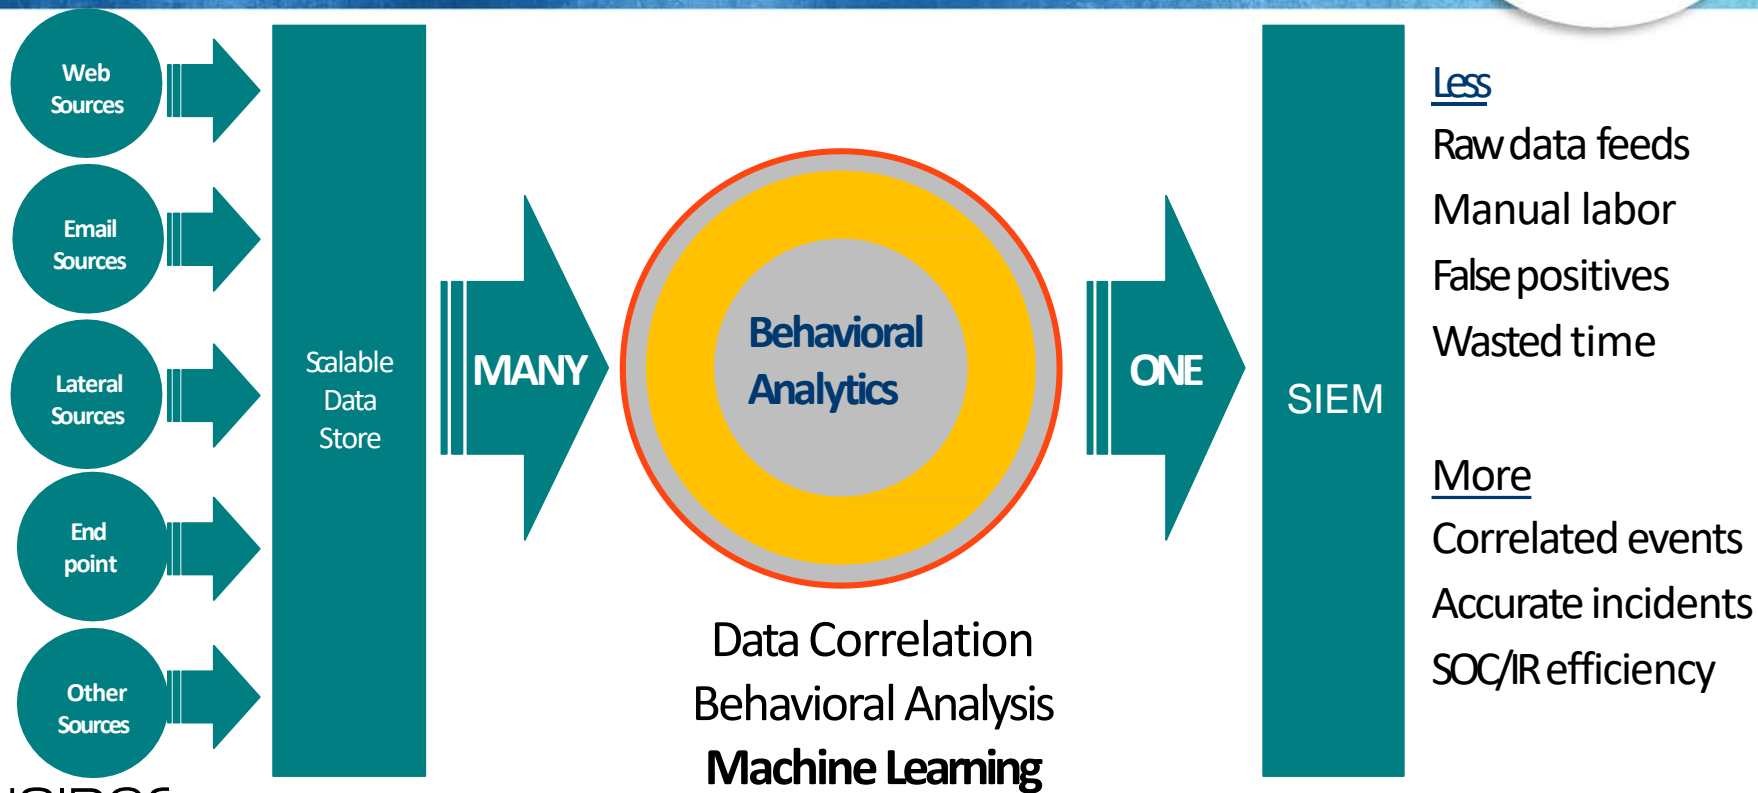 Web
Sources
Email
Sources
Lateral
Sources
End
point
Other
Sources
Scalable
Data
Store
MANY
Behavioral
Analytics
Data Correlation
Behavioral Analysis
Machine Learning
ONE
SIEM
Less
Raw data feeds
Manual labor
False positives
Wasted time
More
Correlated events
Accurate incidents
SOC/IR efficiency